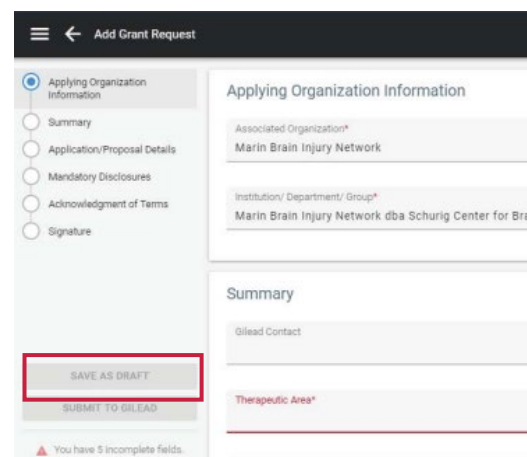 Add Grant Request
Applying Organization
Information
Summary
Application/Proposal Details
Mandatory Disclosures
Acknowledgment of Terms
Signature
SAVE AS DRAFT
SUBMIT TO GILEAD
You have 5 incomplete fields.
Applying Organization Information
Associated Organization*
Marin Brain Injury Network
Institution/ Department/ Group*
Marin Brain Injury Network dba Schurig Center for Bra
Summary
Gilead Contact
Therapeutic Area*